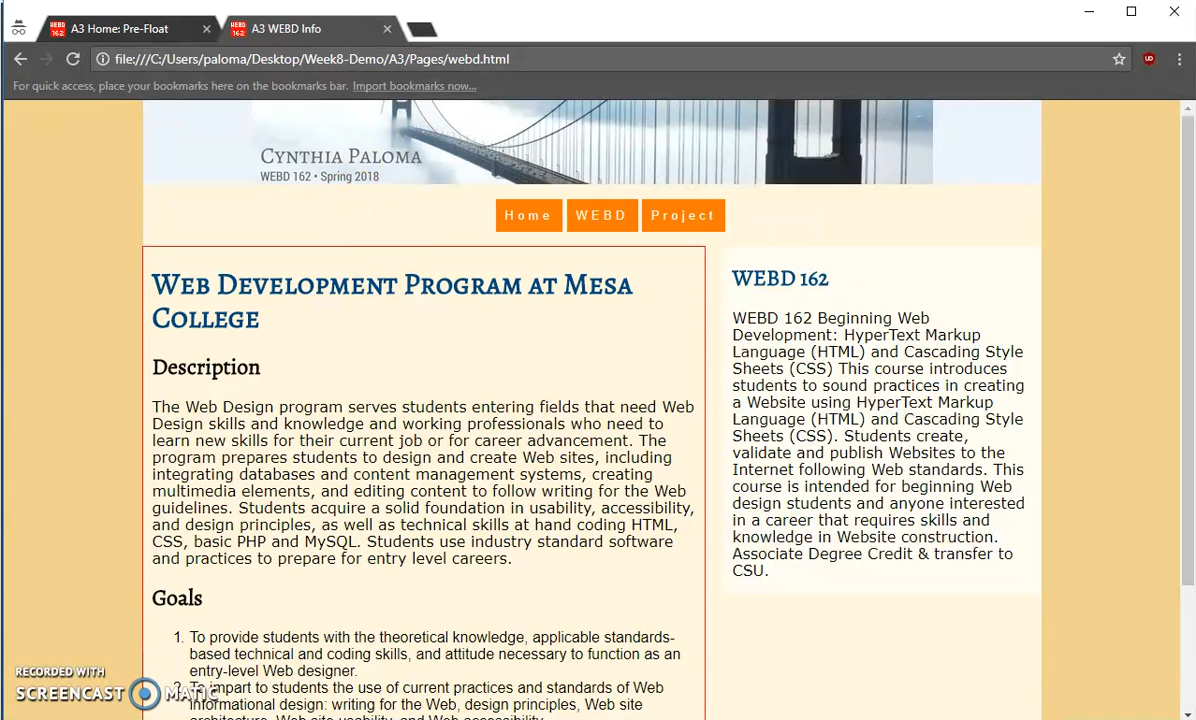 WEBD 162 A3 Home: Pre-Float × WEBD 162 A3 WEBD Info ×
file:///C:/Users/paloma/Desktop/Week8-Demo/A3/Pages/webd.html
For quick access, place your bookmarks here on the bookmarks bar. Import bookmarks now...
CYNTHIA PALOMA
WEBD 162 • Spring 2018
Home WEBD Project
WEB DEVELOPMENT PROGRAM AT MESA
COLLEGE
Description
The Web Design program serves students entering fields that need Web
Design skills and knowledge and working professionals who need to
learn new skills for their current job or for career advancement. The
program prepares students to design and create Web sites, including
integrating databases and content management systems, creating
multimedia elements, and editing content to follow writing for the Web
guidelines. Students acquire a solid foundation in usability, accessibility,
and design principles, as well as technical skills at hand coding HTML,
CSS, basic PHP and MySQL. Students use industry standard software
and practices to prepare for entry level careers.
Goals
1. To provide students with the theoretical knowledge, applicable standards-
based technical and coding skills, and attitude necessary to function as an
entry-level Web designer.
2. To impart to students the use of current practices and standards of Web
informational design: writing for the Web, design principles, Web site
architecture, Web site usability, and Web accessibility.
WEBD 162
WEBD 162 Beginning Web
Development: HyperText Markup
Language (HTML) and Cascading Style
Sheets (CSS) This course introduces
students to sound practices in creating
a Website using HyperText Markup
Language (HTML) and Cascading Style
Sheets (CSS). Students create,
validate and publish Websites to the
Internet following Web standards. This
course is intended for beginning Web
design students and anyone interested
in a career that requires skills and
knowledge in Website construction.
Associate Degree Credit & transfer to
CSU.
RECORDED WITH
SCREENCAST MATIC